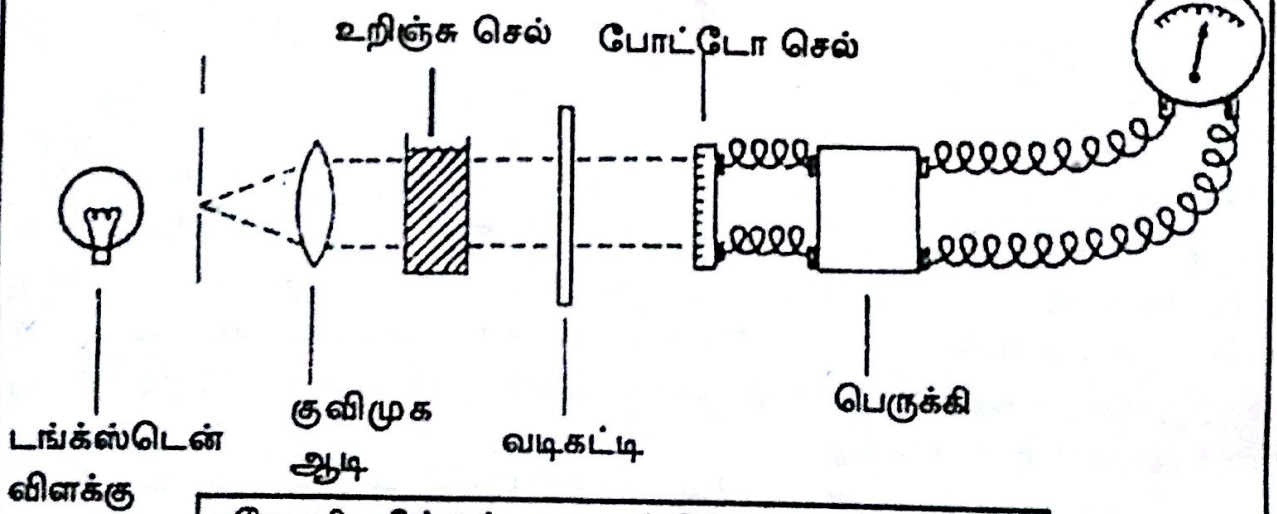 உறிஞ்சு செல்
போட்டோ செல்
டங்க்ஸ்டென்
விளக்கு
குவிமுக
ஆடி
வடிகட்டி
பெருக்கி